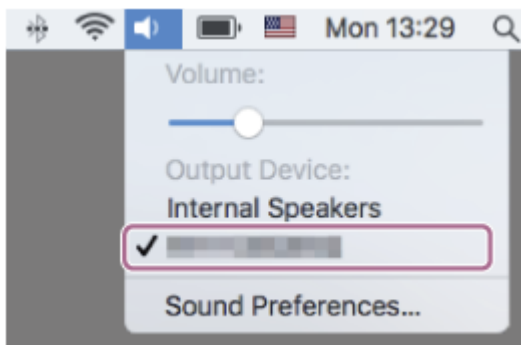 Mon 13:29
Volume:
Output Device:
Internal Speakers
Sound Preferences...